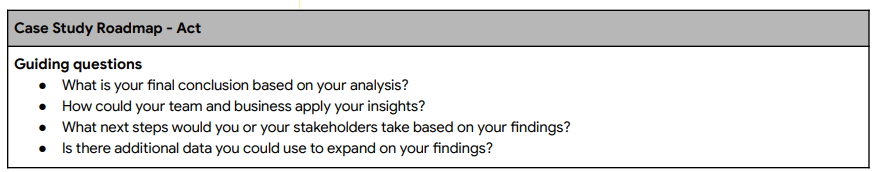 Case Study Roadmap - Act
Guiding questions
● What is your final conclusion based on your analysis?
● How could your team and business apply your insights?
● What next steps would you or your stakeholders take based on your findings?
● Is there additional data you could use to expand on your findings?